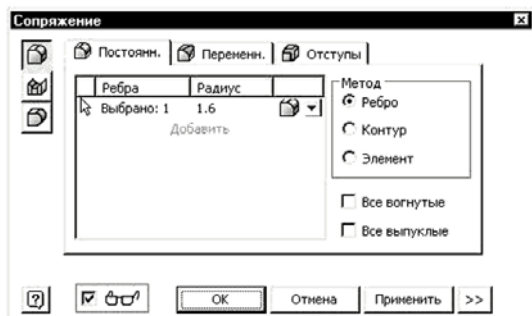 Сопряжение
Постоянн. Переменн. Отступы
Ребра Радиус
Выбрано: 1 1.6
Добавить
Метод
Ребро
Контур
Элемент
Все вогнутые
Все выпуклые
OK Отмена Применить >>